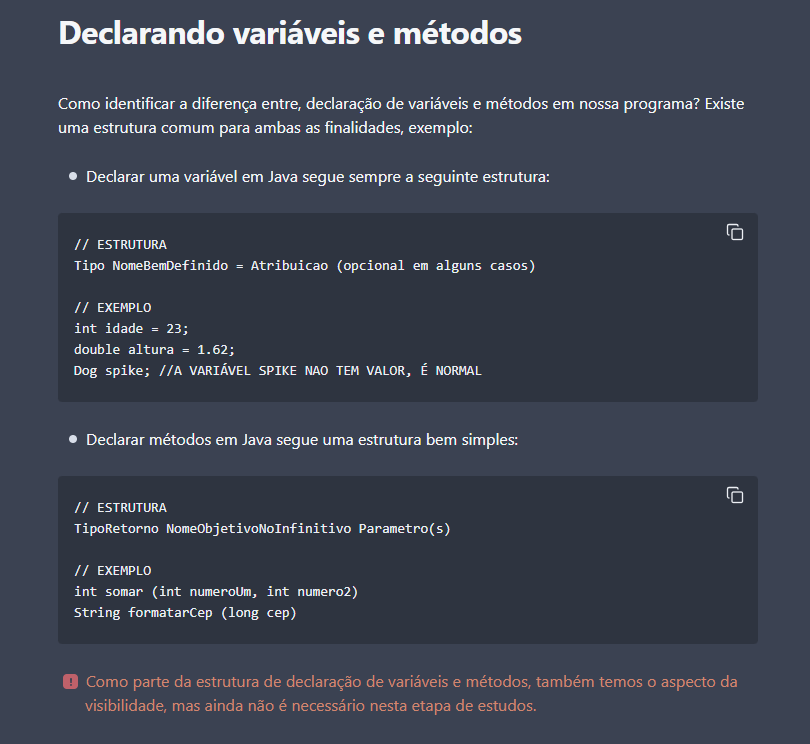 Declarando variáveis e métodos
Como identificar a diferença entre, declaração de variáveis e métodos em nossa programa? Existe
uma estrutura comum para ambas as finalidades, exemplo:
• Declarar uma variável em Java segue sempre a seguinte estrutura:
// ESTRUTURA
Tipo NomeBemDefinido = Atribuicao (opcional em alguns casos)
// EXEMPLO
int idade = 23;
double altura = 1.62;
Dog spike; //A VARIÁVEL SPIKE NAO TEM VALOR, É NORMAL
• Declarar métodos em Java segue uma estrutura bem simples:
// ESTRUTURA
TipoRetorno NomeObjetivoNoInfinitivo Parametro(s)
// EXEMPLO
int somar (int numeroUm, int numero2)
String formatarCep (long cep)
! Como parte da estrutura de declaração de variáveis e métodos, também temos o aspecto da
visibilidade, mas ainda não é necessário nesta etapa de estudos.